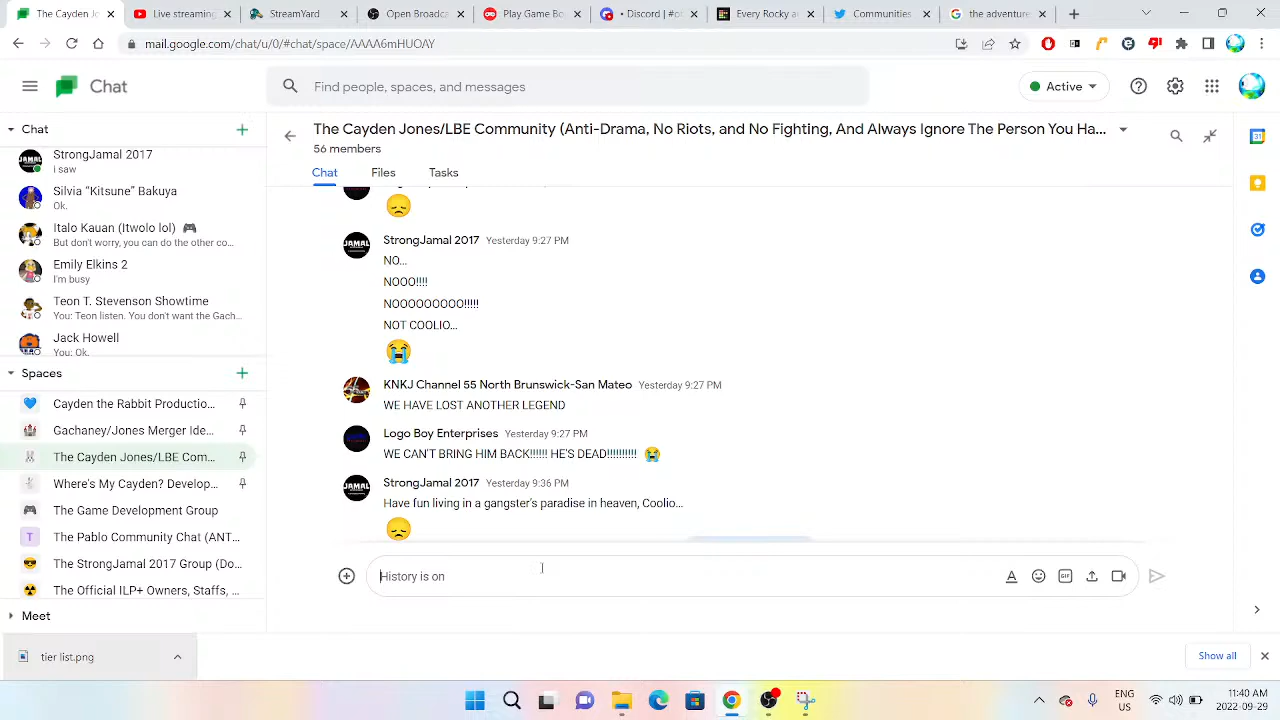 The Cayden Jo
Live streaming
StreamYard
Open Broadca
Play Game Bo
• Discord | #o
Every Rocky a
Communities
the adventure
mail.google.com/chat/u/0/#chat/space/AAAA6mHUOAY
Chat
Find people, spaces, and messages
Active
Chat
StrongJamal 2017
i saw
Silvia “Kitsune” Bakuya
Ok.
Italo Kauan (Itwolo lol) 🎮
But don't worry, you can do the other co...
Emily Elkins 2
I'm busy
Teon T. Stevenson Showtime
You: Teon listen. You don't want the Gach...
Jack Howell
You: Ok.
Spaces
Cayden the Rabbit Productio...
Gachaney/Jones Merger Ide...
The Cayden Jones/LBE Com...
Where's My Cayden? Develop...
The Game Development Group
T
The Pablo Community Chat (ANT...
The StrongJamal 2017 Group (Do...
The Official ILP+ Owners, Staffs, ...
Meet
The Cayden Jones/LBE Community (Anti-Drama, No Riots, and No Fighting, And Always Ignore The Person You Ha...
56 members
Chat
Files
Tasks
😞
JAMAL
StrongJamal 2017 Yesterday 9:27 PM
NO...
NOOO!!!!
NOOOOOOOOO!!!!!
NOT COOLIO...
😭
KNKJ Channel 55 North Brunswick-San Mateo Yesterday 9:27 PM
WE HAVE LOST ANOTHER LEGEND
Logo Boy Enterprises Yesterday 9:27 PM
WE CAN'T BRING HIM BACK!!!!!! HE'S DEAD!!!!!!!!!! 😭
JAMAL
StrongJamal 2017 Yesterday 9:36 PM
Have fun living in a gangster's paradise in heaven, Coolio...
😞
History is on
GIF
31
tier list.png
Show all
ENG
US
11:40 AM
2022-09-29